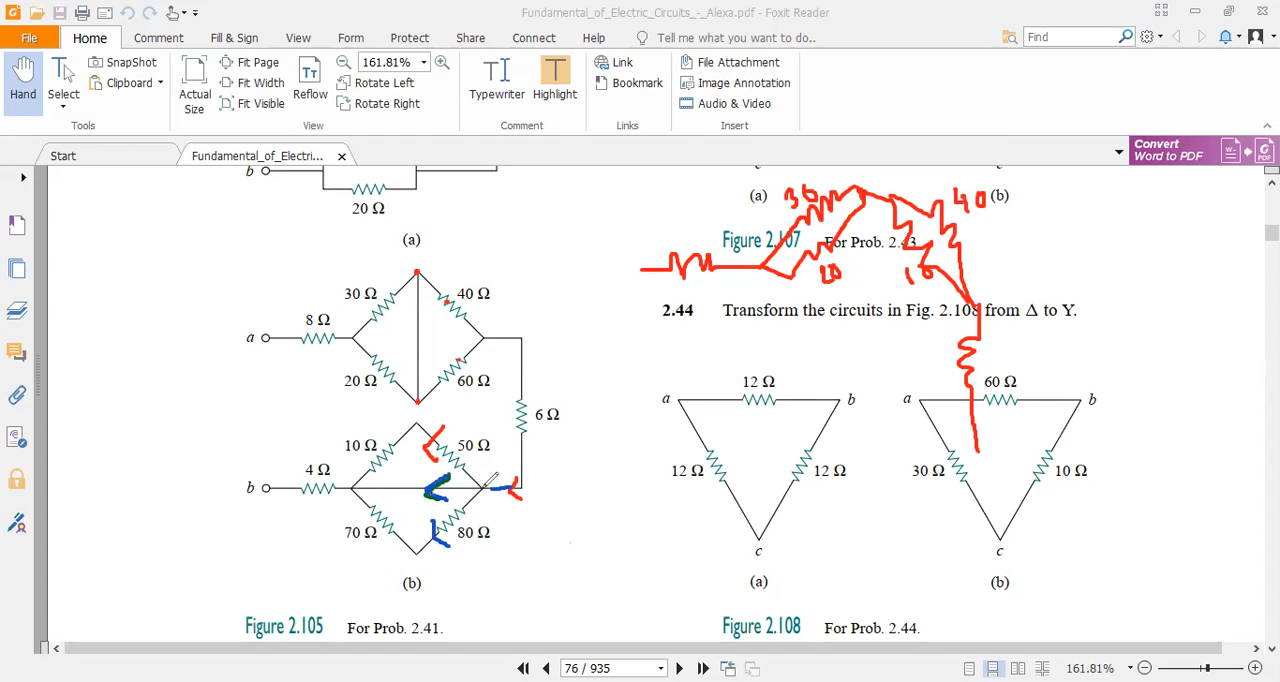 Fundamental_of_Electric_Circuits_-_Alexa.pdf - Foxit Reader
File
Home
Comment
Fill & Sign
View
Form
Protect
Share
Connect
Help
Tell me what you want to do..
Find
Hand
Select
SnapShot
Clipboard
Tools
Actual Size
Fit Page
Fit Width
Fit Visible
Reflow
161.81%
Rotate Left
Rotate Right
View
Typewriter
Highlight
Comment
Link
Bookmark
Links
File Attachment
Image Annotation
Audio & Video
Insert
Start
Fundamental_of_Electri...
Convert
Word to PDF
b
20 Ω
(a)
30 Ω
40 Ω
8 Ω
a
20 Ω
60 Ω
6 Ω
10 Ω
50 Ω
4 Ω
b
70 Ω
80 Ω
(b)
Figure 2.105
For Prob. 2.41.
(a)
(b)
40
Figure 2.107
For Prob. 2.43.
2.44 Transform the circuits in Fig. 2.108 from Δ to Y.
12 Ω
a
b
12 Ω
12 Ω
c
(a)
60 Ω
a
b
30 Ω
10 Ω
c
(b)
Figure 2.108
For Prob. 2.44.
76 / 935
161.81%